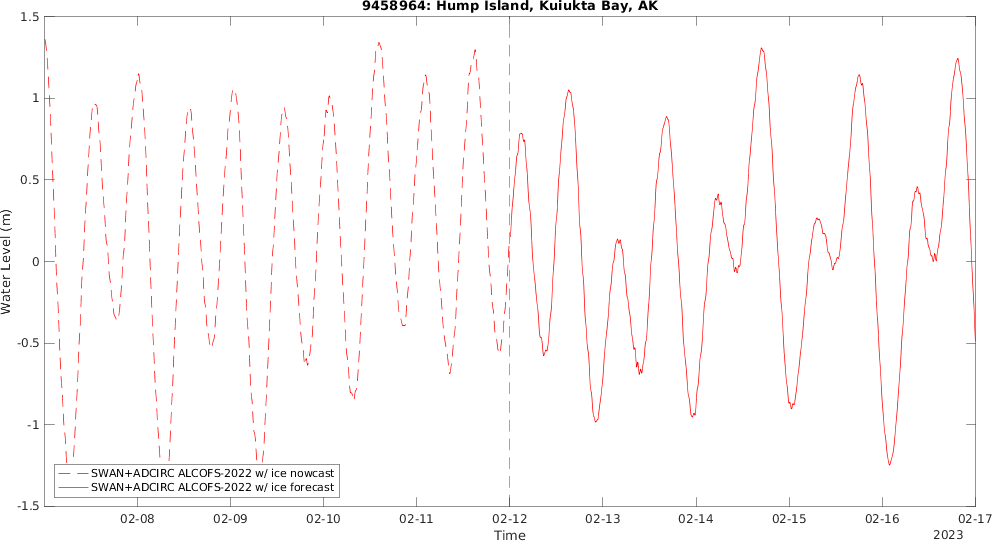 9458964: Hump Island, Kuiukta Bay, AK
1.5
1
0.5
0
-0.5
-1
-1.5
Water Level (m)
SWAN+ADCIRC ALCOFS-2022 w/ ice nowcast
SWAN+ADCIRC ALCOFS-2022 w/ ice forecast
02-08 02-09 02-10 02-11 02-12 02-13 02-14 02-15 02-16 02-17
Time
2023